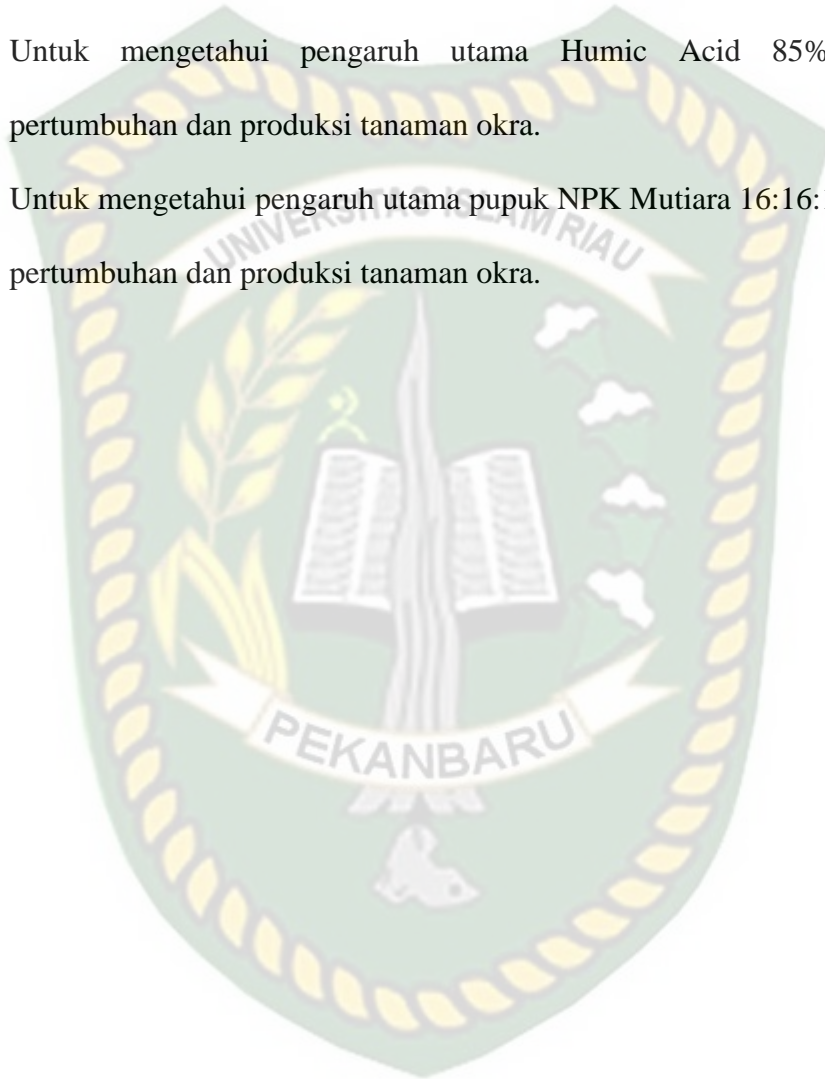 Untuk mengetahui pengaruh utama Humic Acid 85%
pertumbuhan dan produksi tanaman okra.
Untuk mengetahui pengaruh utama pupuk NPK Mutiara 16:16:
pertumbuhan dan produksi tanaman okra.
UNIVERSITAS ISLAM RIAU
PEKANBARU